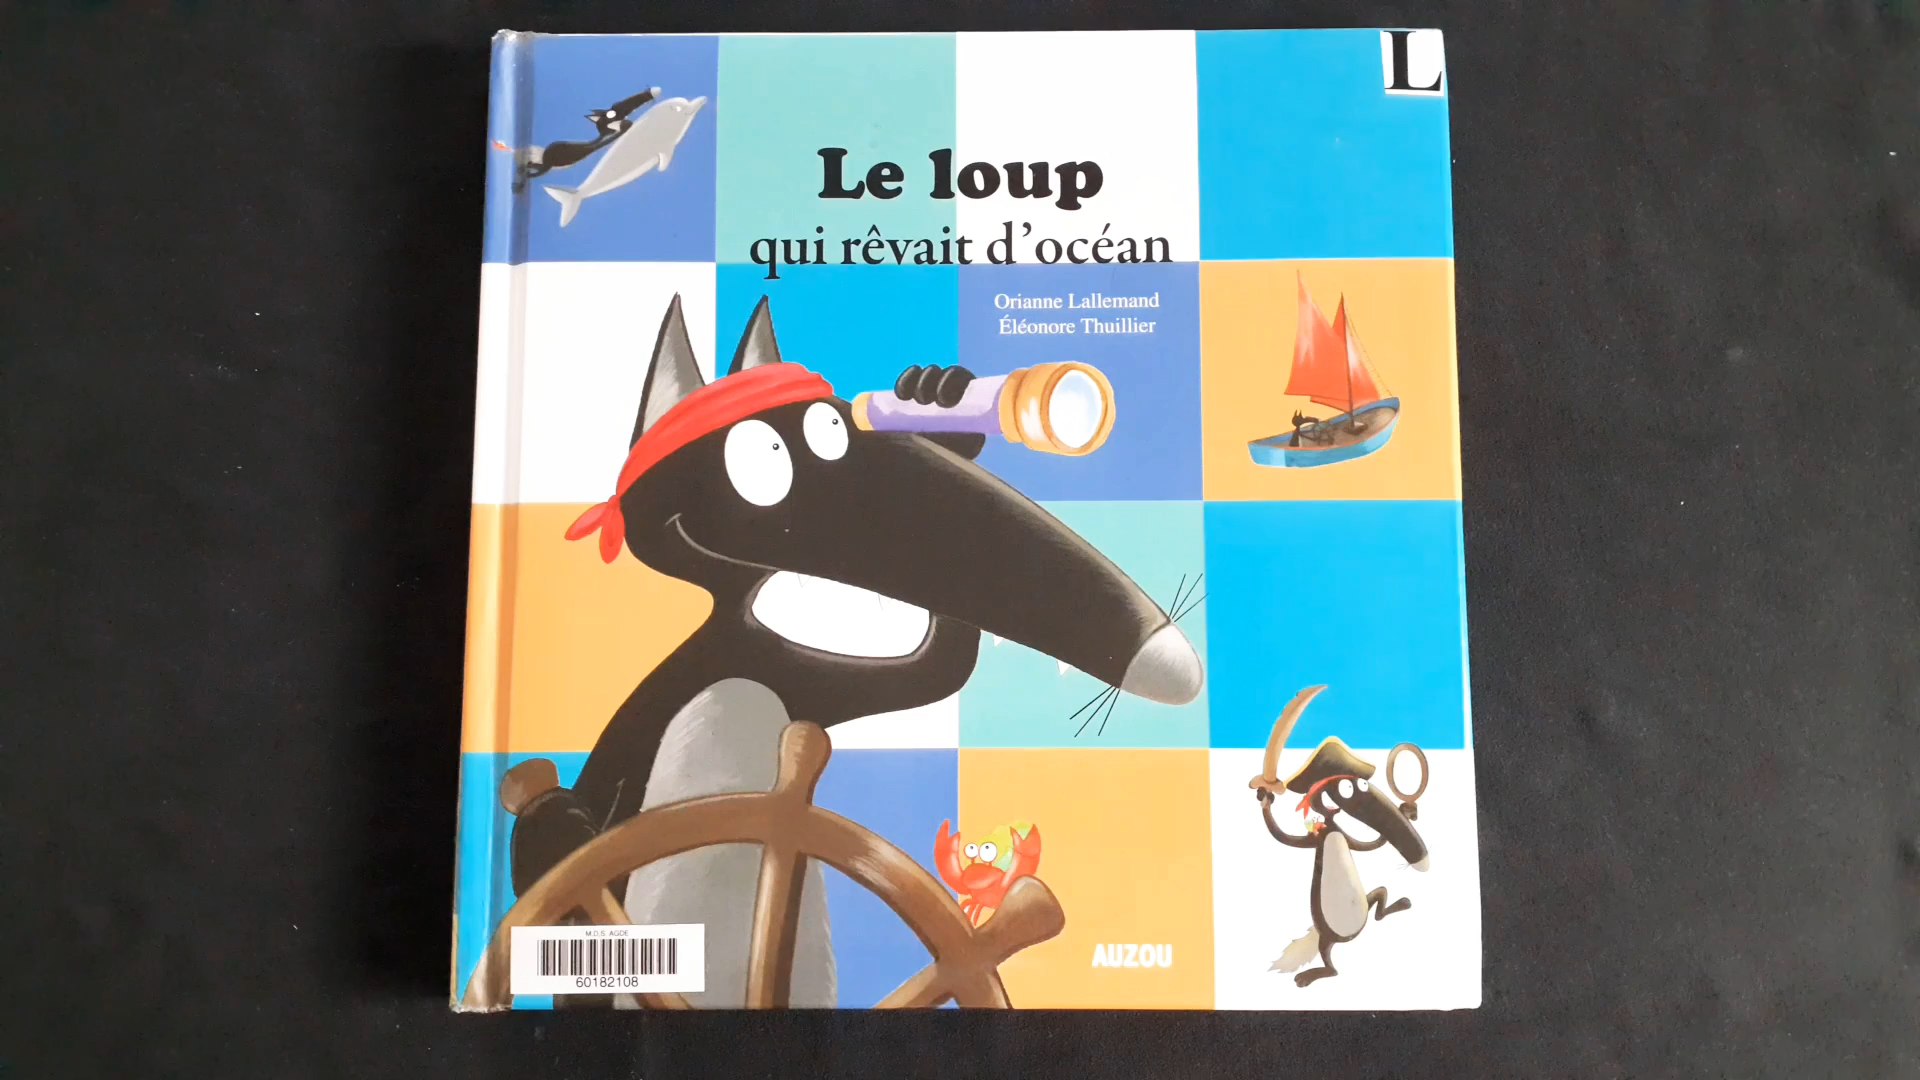 L
Le loup
qui rêvait d’océan
Orianne Lallemand
Éléonore Thuillier
AUZOU
M.D.S. AGDE
60182108